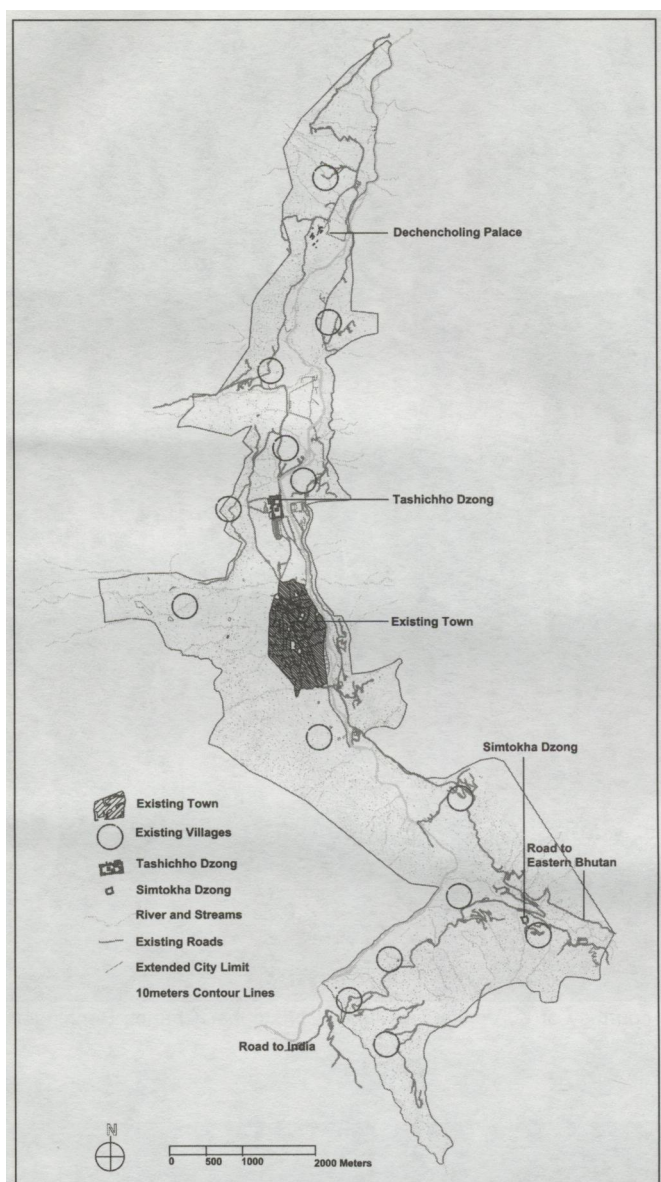 Dechencholing Palace
Tashichho Dzong
Existing Town
Simtokha Dzong
Road to
Eastern Bhutan
Existing Town
Existing Villages
Tashichho Dzong
Simtokha Dzong
River and Streams
Existing Roads
Extended City Limit
10meters Contour Lines
Road to India
N
0 500 1000 2000 Meters